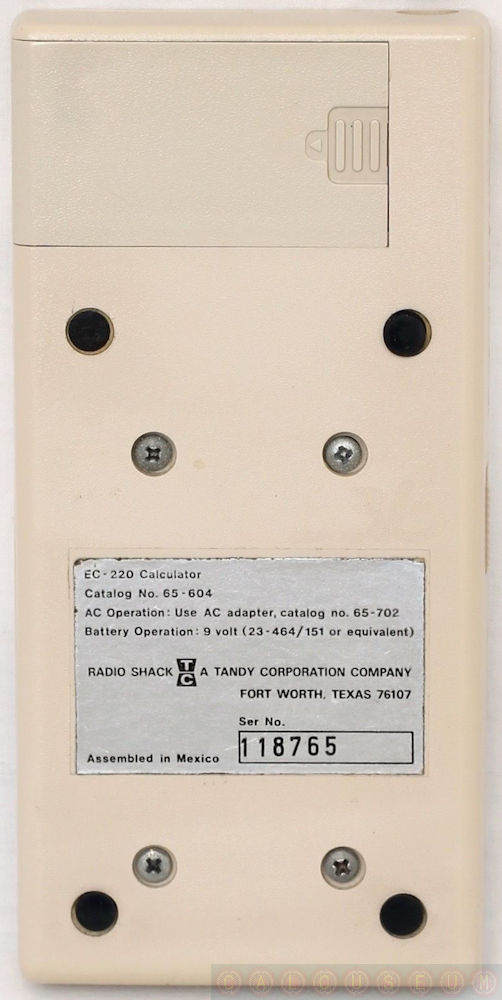 EC-220 Calculator
Catalog No. 65-604
AC Operation: Use AC adapter, catalog no. 65-702
Battery Operation: 9 volt (23-464/151 or equivalent)
RADIO SHACK TC A TANDY CORPORATION COMPANY
FORT WORTH, TEXAS 76107
Ser No.
118765
Assembled in Mexico
CALCUSEUM